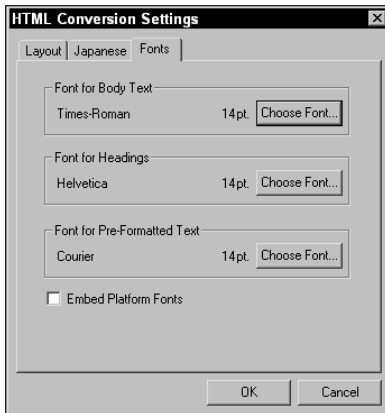 HTML Conversion Settings
Layout Japanese Fonts
Font for Body Text
Times-Roman 14pt. Choose Font...
Font for Headings
Helvetica 14pt. Choose Font...
Font for Pre-Formatted Text
Courier 14pt. Choose Font...
Embed Platform Fonts
OK Cancel